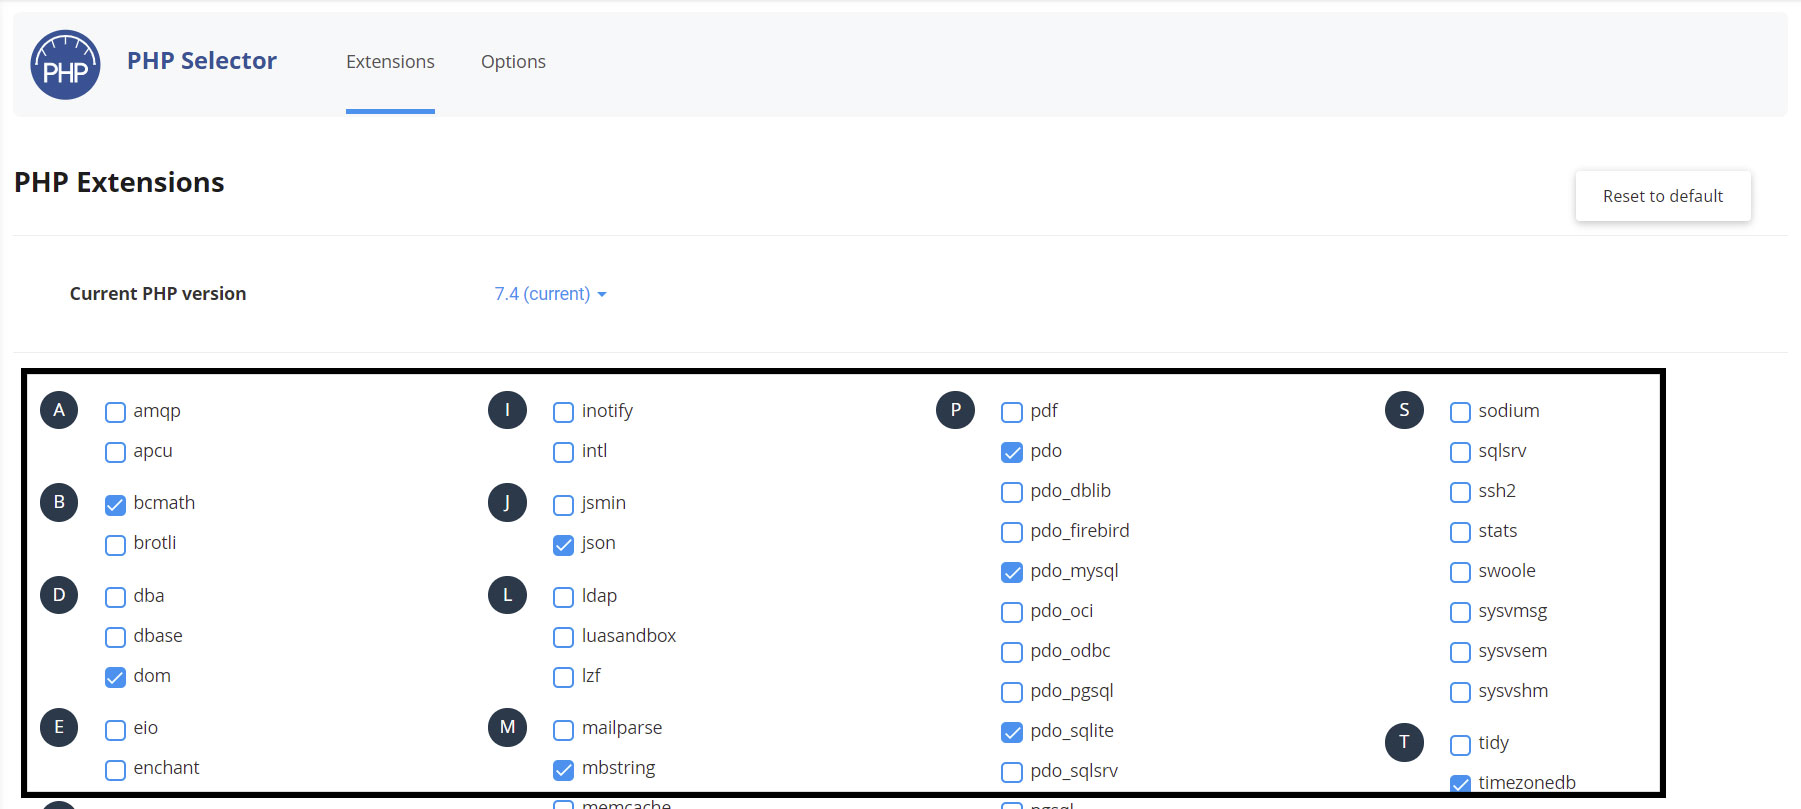 PHP
PHP Selector
Extensions
Options
PHP Extensions
Reset to default
Current PHP version
7.4 (current)
A
amqp
apcu
B
bcmath
brotli
D
dba
dbase
dom
E
eio
enchant
I
inotify
intl
J
jsmin
json
L
ldap
luasandbox
lzf
M
mailparse
mbstring
memcache
P
pdf
pdo
pdo_dblib
pdo_firebird
pdo_mysql
pdo_oci
pdo_odbc
pdo_pgsql
pdo_sqlite
pdo_sqlsrv
pgsql
S
sodium
sqlsrv
ssh2
stats
swoole
sysvmsg
sysvsem
sysvshm
T
tidy
timezonedb